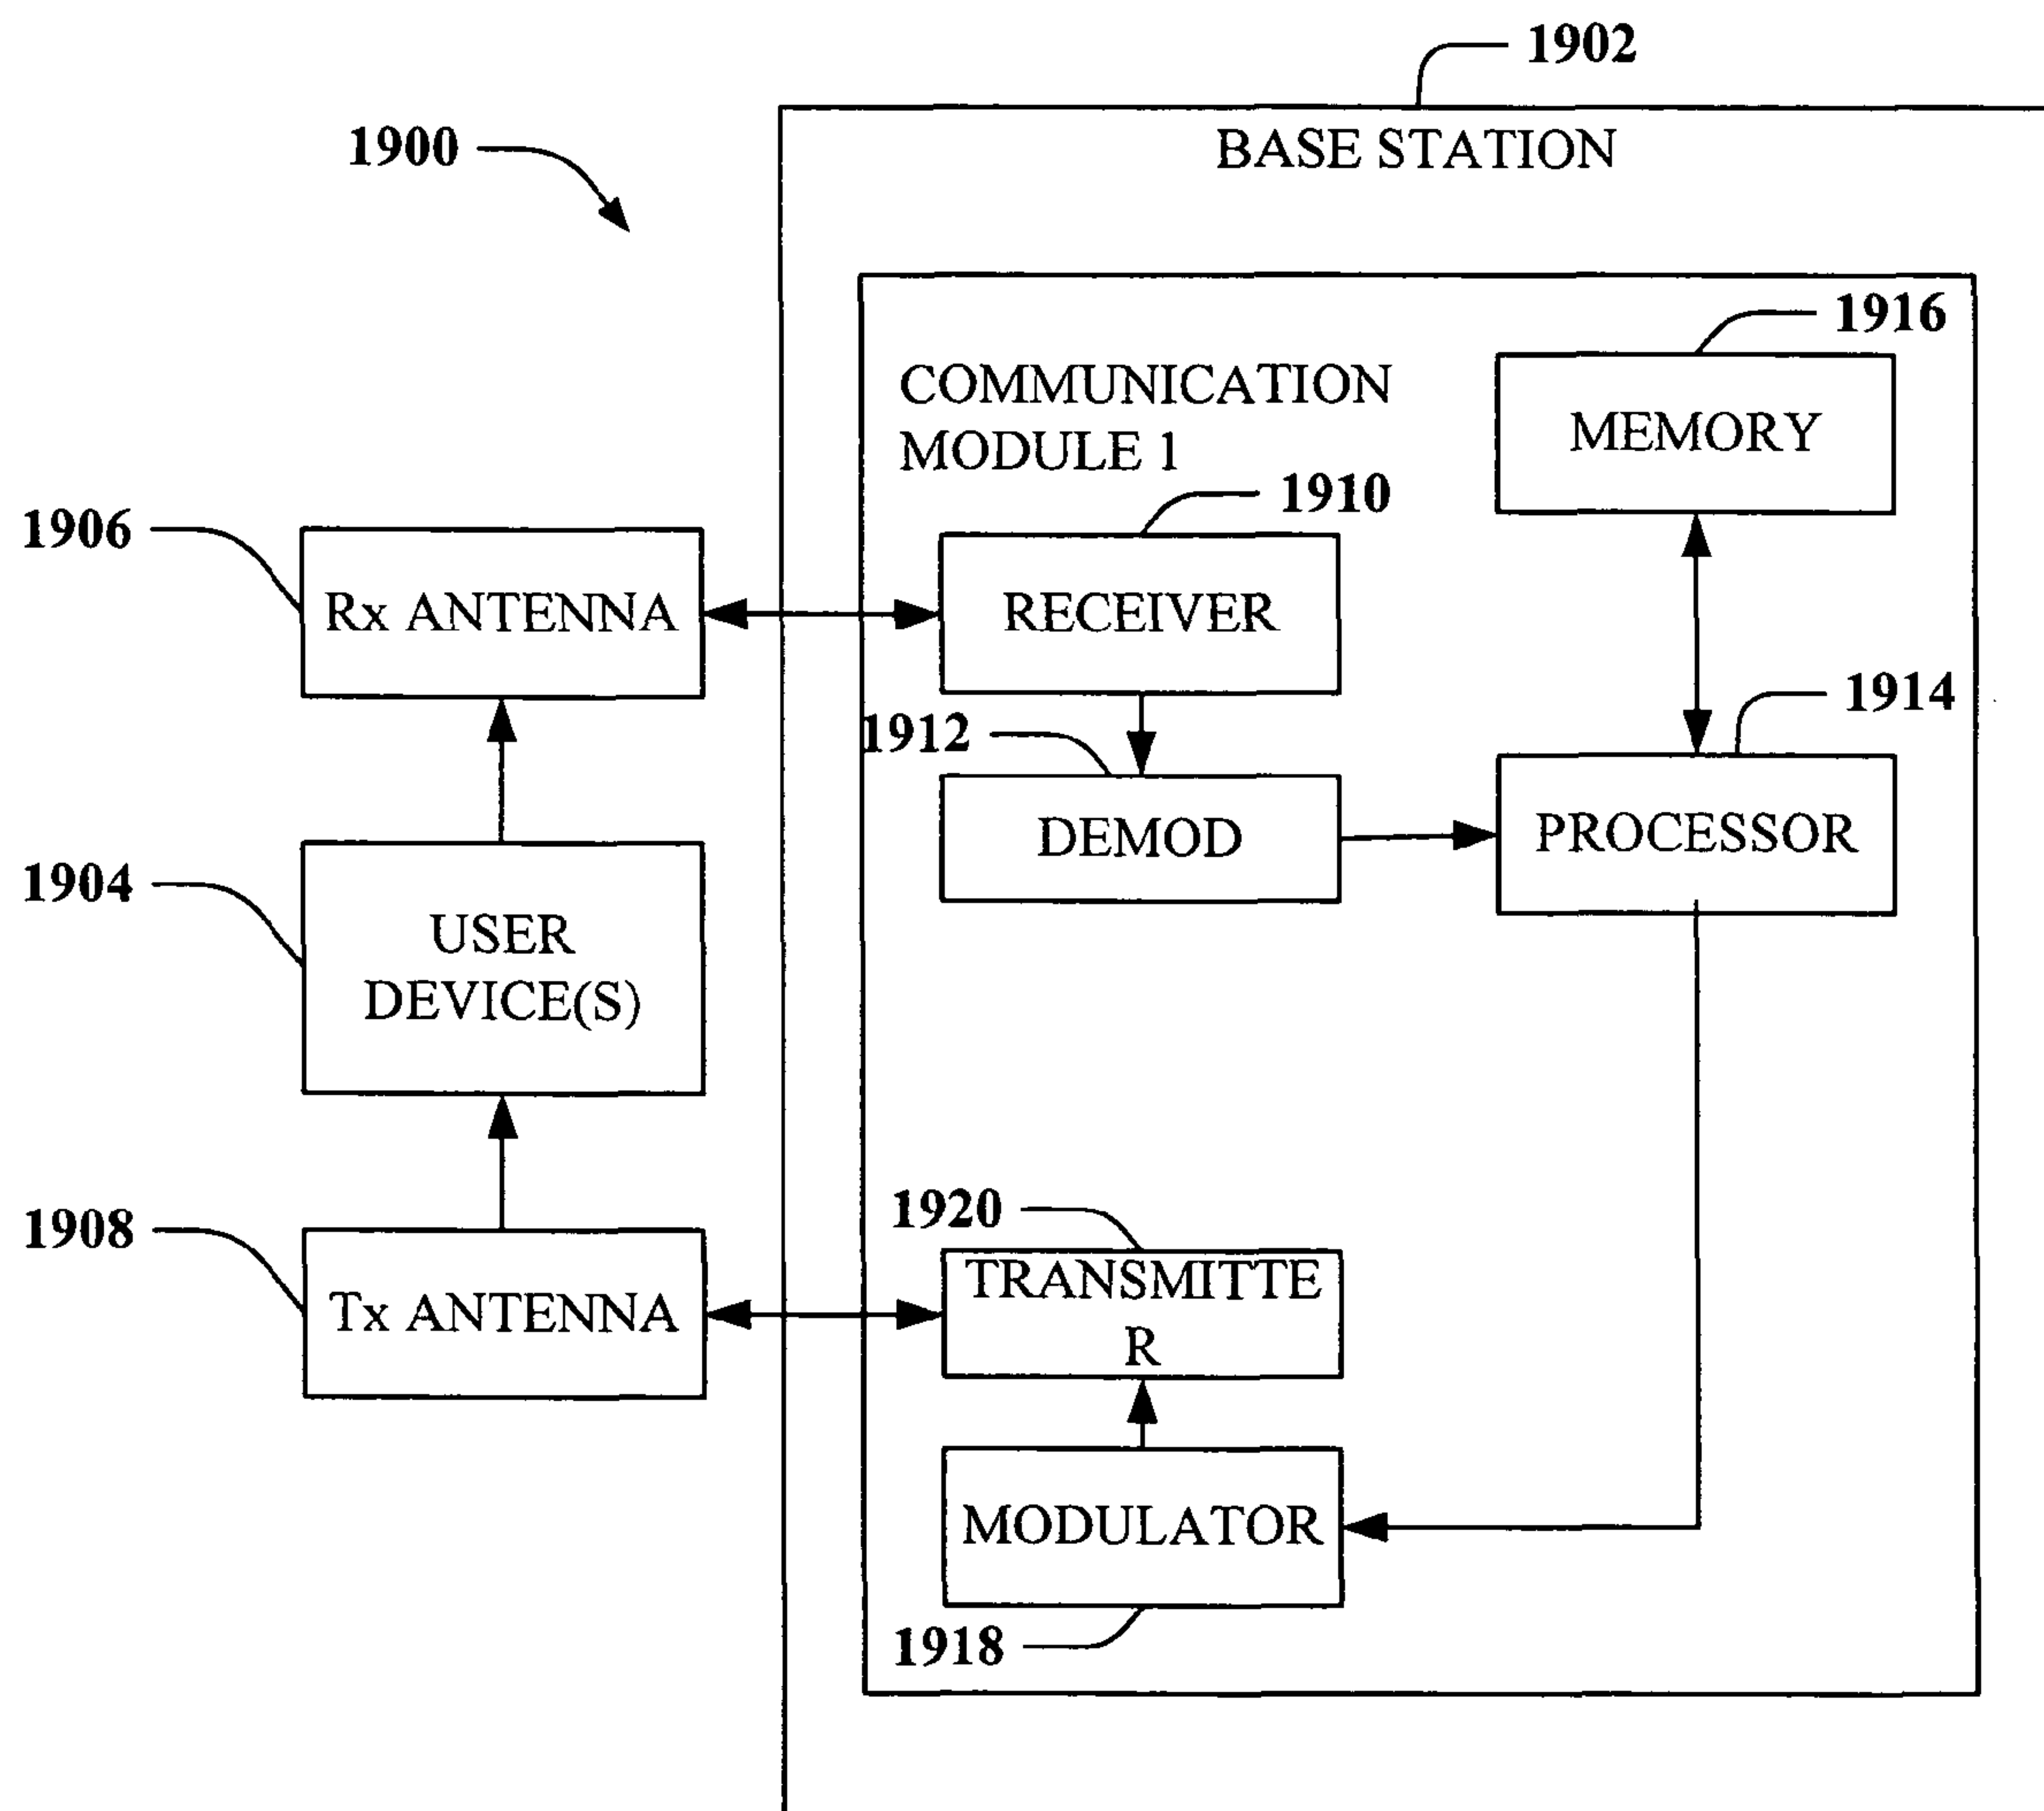 1902
BASE STATION
1900
1916
COMMUNICATION
MODULE 1
MEMORY
1910
1906
Rx ANTENNA
RECEIVER
1914
1912
DEMOD
PROCESSOR
1904
USER
DEVICE(S)
1920
1908
Tx ANTENNA
TRANSMITTE
R
MODULATOR
1918